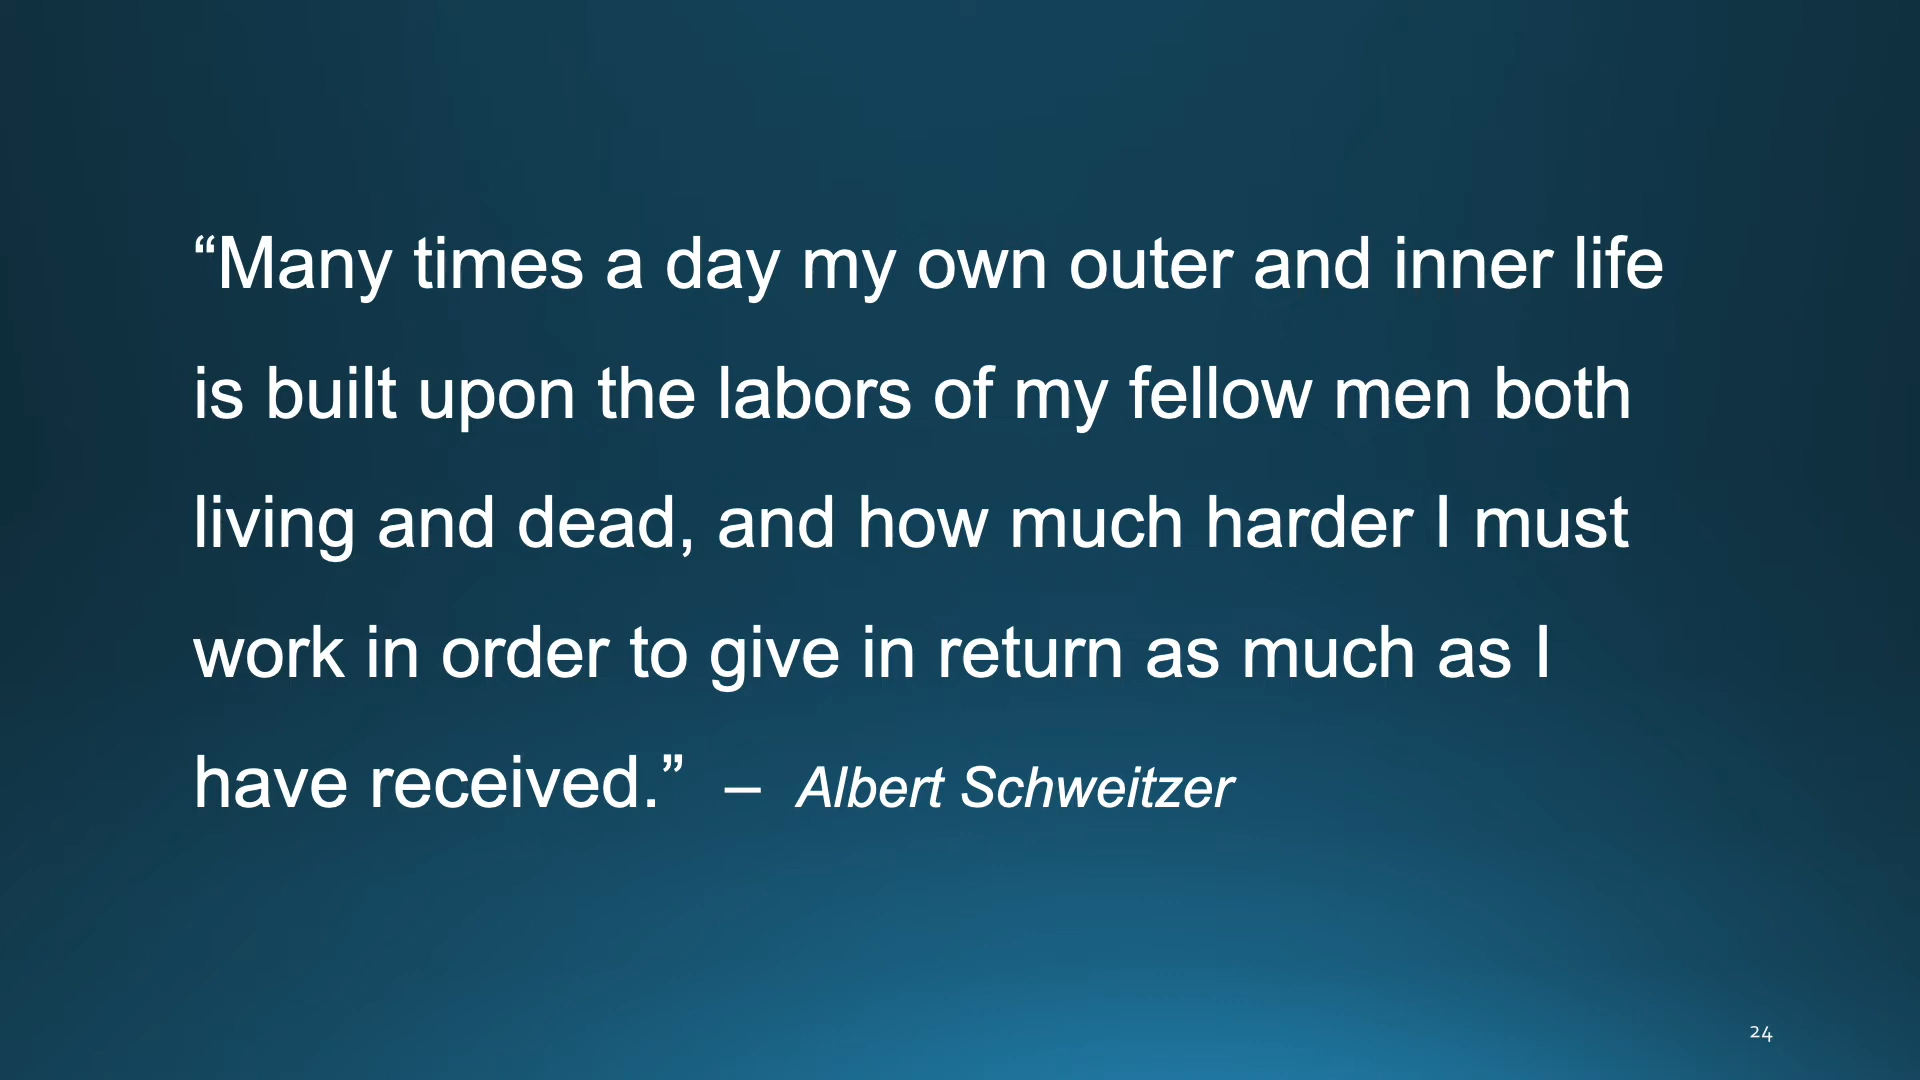 “Many times a day my own outer and inner life
is built upon the labors of my fellow men both
living and dead, and how much harder I must
work in order to give in return as much as I
have received.” – Albert Schweitzer
24